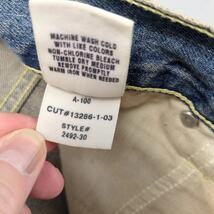 MACHINE WASH COLD
WITH LIKE COLORS
NON-CHLORINE BLEACH
TUMBLE DRY MEDIUM
REMOVE PROMPTLY
WARM IRON WHEN NEEDED
A-100
CUT#13286-1-03
STYLE#
2492-30